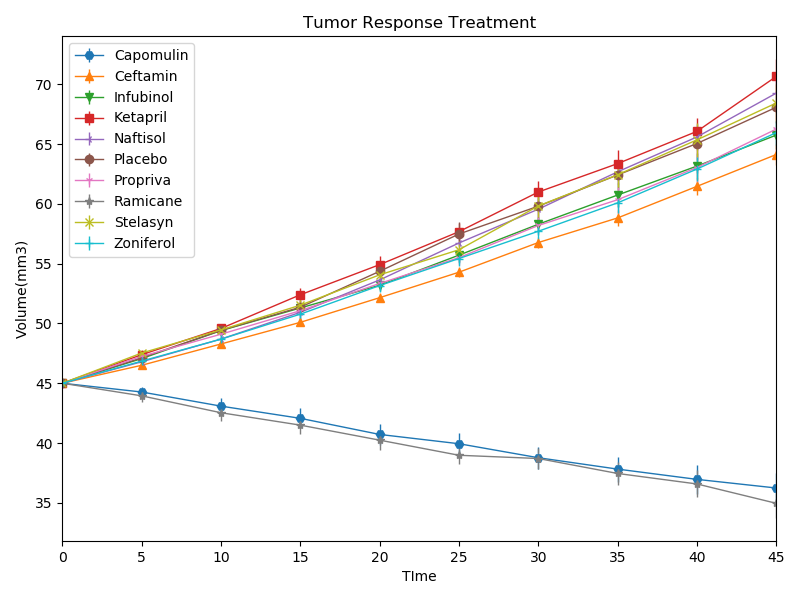 Tumor Response Treatment
Capomulin
Ceftamin
Infubinol
Ketapril
Naftisol
Placebo
Propriva
Ramicane
Stelasyn
Zoniferol
Volume(mm3)
70
65
60
55
50
45
40
35
0 5 10 15 20 25 30 35 40 45
TIme